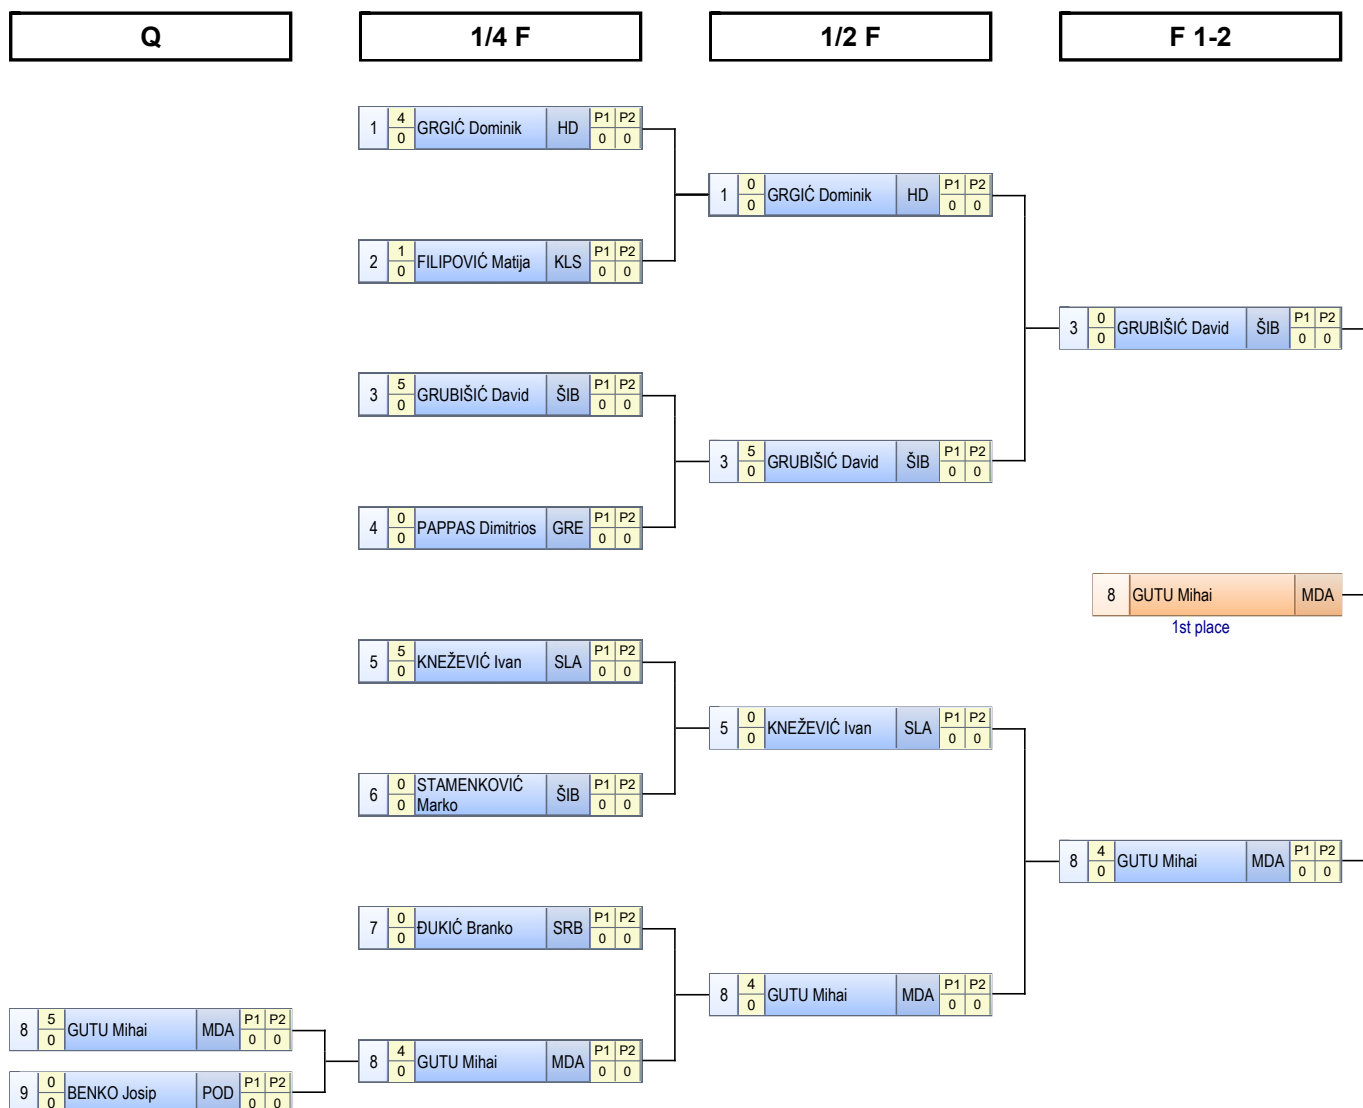 Q 1/4 F 1/2 F F 1-2
1 4 0 GRGIĆ Dominik HD P1 P2 0 0
1 0 0 GRGIĆ Dominik HD P1 P2 0 0
2 1 0 FILIPOVIĆ Matija KLS P1 P2 0 0
3 0 0 GRUBIŠIĆ David ŠIB P1 P2 0 0
3 5 0 GRUBIŠIĆ David ŠIB P1 P2 0 0
3 5 0 GRUBIŠIĆ David ŠIB P1 P2 0 0
4 0 0 PAPPAS Dimitrios GRE P1 P2 0 0
8 GUTU Mihai MDA
1st place
5 5 0 KNEŽEVIĆ Ivan SLA P1 P2 0 0
5 0 0 KNEŽEVIĆ Ivan SLA P1 P2 0 0
6 0 0 STAMENKOVIĆ Marko ŠIB P1 P2 0 0
8 4 0 GUTU Mihai MDA P1 P2 0 0
7 0 0 ĐUKIĆ Branko SRB P1 P2 0 0
8 4 0 GUTU Mihai MDA P1 P2 0 0
8 5 0 GUTU Mihai MDA P1 P2 0 0
8 4 0 GUTU Mihai MDA P1 P2 0 0
9 0 0 BENKO Josip POD P1 P2 0 0